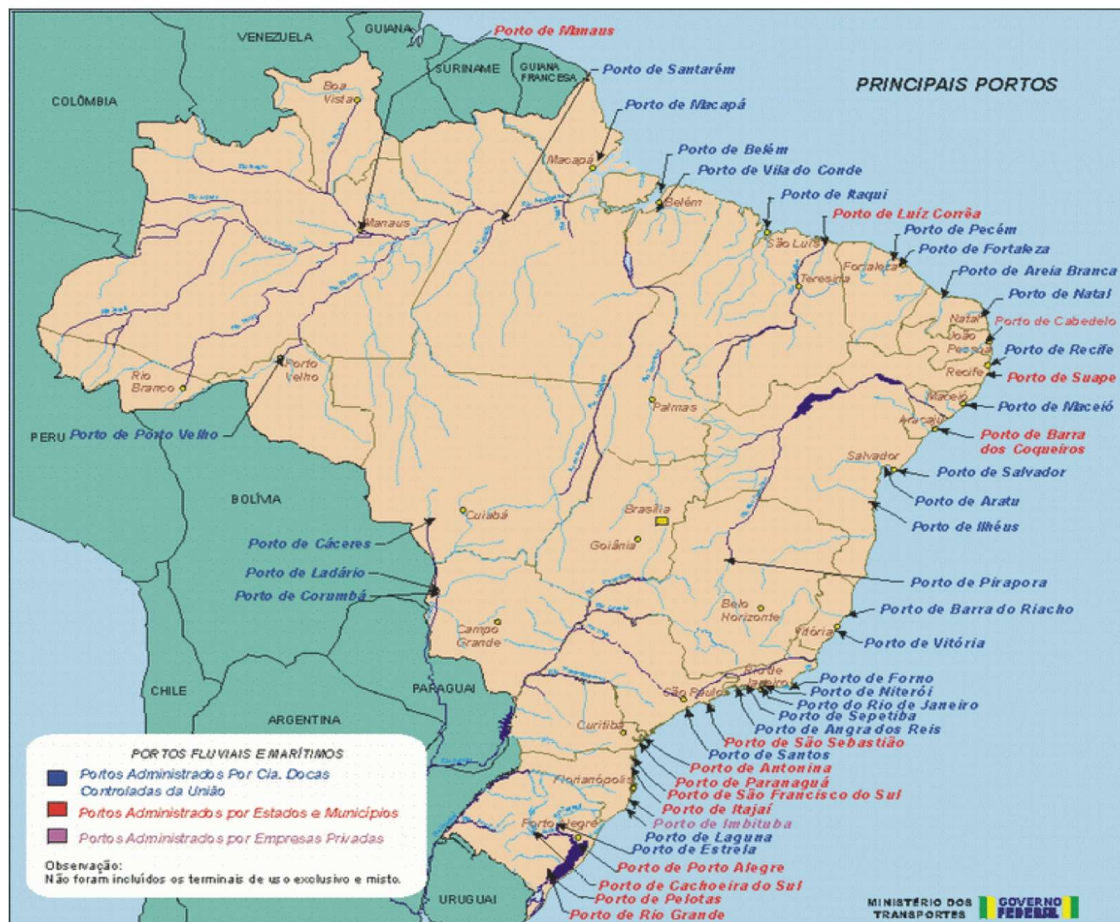 PRINCIPAIS PORTOS
VENEZUELA
GUIANA
SURINAME
GUIANA
FRANCESA
COLÔMBIA
Porto de Manaus
Porto de Santarém
Porto de Macapá
Porto de Belém
Porto de Vila do Conde
Porto de Itaqui
Porto de Luíz Corrêa
Porto de Pecém
Porto de Fortaleza
Porto de Areia Branca
Porto de Natal
Porto de Cabedelo
Porto de Recife
Porto de Suape
Porto de Maceió
Porto de Barra
dos Coqueiros
Porto de Salvador
Porto de Aratu
Porto de Ilhéus
Porto de Pirapora
Porto de Barra do Riacho
Porto de Vitória
Porto de Forno
Porto de Niterói
Porto do Rio de Janeiro
Porto de Sepetiba
Porto de Angra dos Reis
Porto de São Sebastião
Porto de Santos
Porto de Antonina
Porto de Paranaguá
Porto de São Francisco do Sul
Porto de Itajaí
Porto de Imbituba
Porto de Laguna
Porto de Estrela
Porto de Porto Alegre
Porto de Cachoeira do Sul
Porto de Pelotas
Porto de Rio Grande
Boa
Vista
Macapá
Manaus
Belém
São Luís
Teresina
Fortaleza
Natal
João
Pessoa
Recife
Maceió
Aracaju
Salvador
Rio
Branco
Porto
Velho
Palmas
Cuiabá
Brasília
Goiânia
Belo
Horizonte
Campo
Grande
Vitória
Rio de
Janeiro
São Paulo
Curitiba
Florianópolis
Porto Alegre
PERU
Porto de Pôrto Velho
BOLÍVIA
Porto de Cáceres
Porto de Ladário
Porto de Corumbá
PARAGUAI
CHILE
ARGENTINA
URUGUAI
PORTOS FLUVIAIS E MARÍTIMOS
Portos Administrados Por Cia. Docas
Controladas da União
Portos Administrados por Estados e Municípios
Portos Administrados por Empresas Privadas
Observação:
Não foram incluídos os terminais de uso exclusivo e misto.
MINISTÉRIO DOS
TRANSPORTES
GOVERNO
FEDERAL